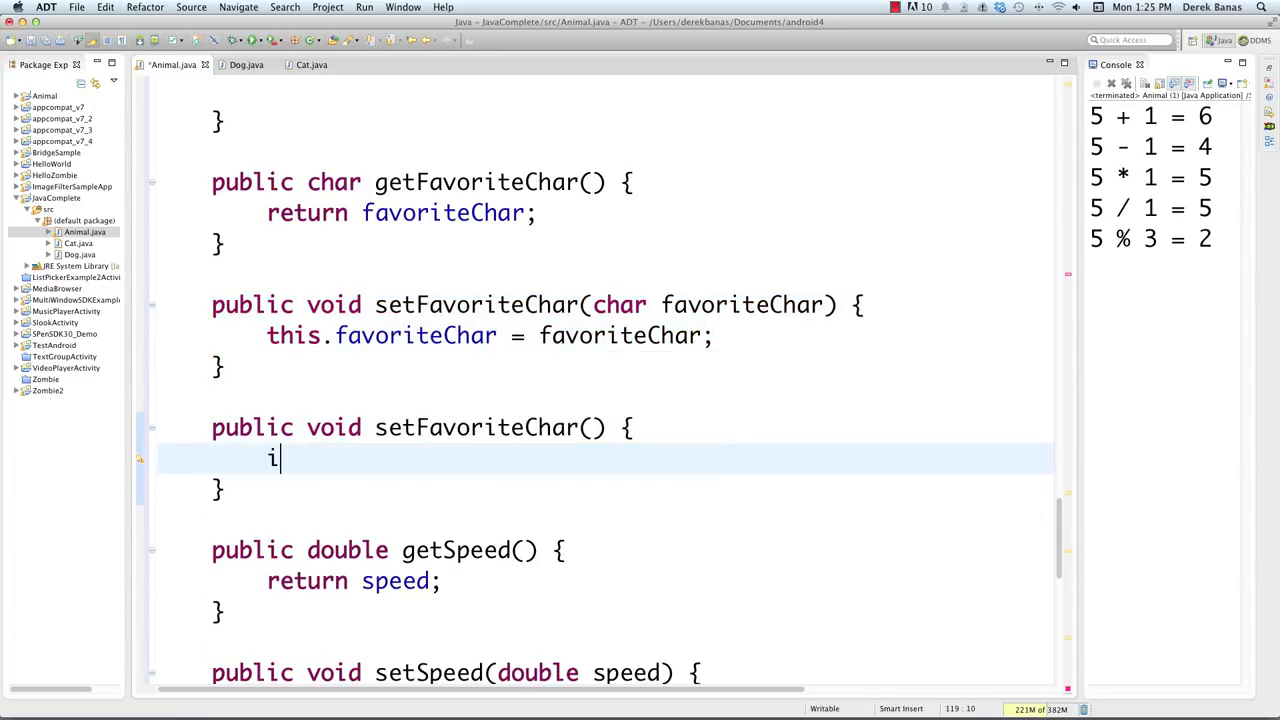 ADT File Edit Refactor Source Navigate Search Project Run Window Help 10 Mon 1:25 PM Derek Banas
Java - JavaComplete/src/Animal.java - ADT - /Users/derekbanas/Documents/android4
Quick Access Java DDMS
Package Exp
*Animal.java Dog.java Cat.java
Console
<terminated> Animal (1) [Java Application] /S
Animal
appcompat_v7
appcompat_v7_2
appcompat_v7_3
appcompat_v7_4
BridgeSample
HelloWorld
HelloZombie
ImageFilterSampleApp
JavaComplete
src
(default package)
Animal.java
Cat.java
Dog.java
JRE System Library [Ja
ListPickerExample2Activi
MediaBrowser
MultiWindowSDKExample
MusicPlayerActivity
SlookActivity
SPenSDK30_Demo
TestAndroid
TextGroupActivity
VideoPlayerActivity
Zombie
Zombie2
}
public char getFavoriteChar() {
return favoriteChar;
}
public void setFavoriteChar(char favoriteChar) {
this.favoriteChar = favoriteChar;
}
public void setFavoriteChar() {
i
}
public double getSpeed() {
return speed;
}
public void setSpeed(double speed) {
5 + 1 = 6
5 - 1 = 4
5 * 1 = 5
5 / 1 = 5
5 % 3 = 2
Writable Smart Insert 119 : 10 221M of 382M